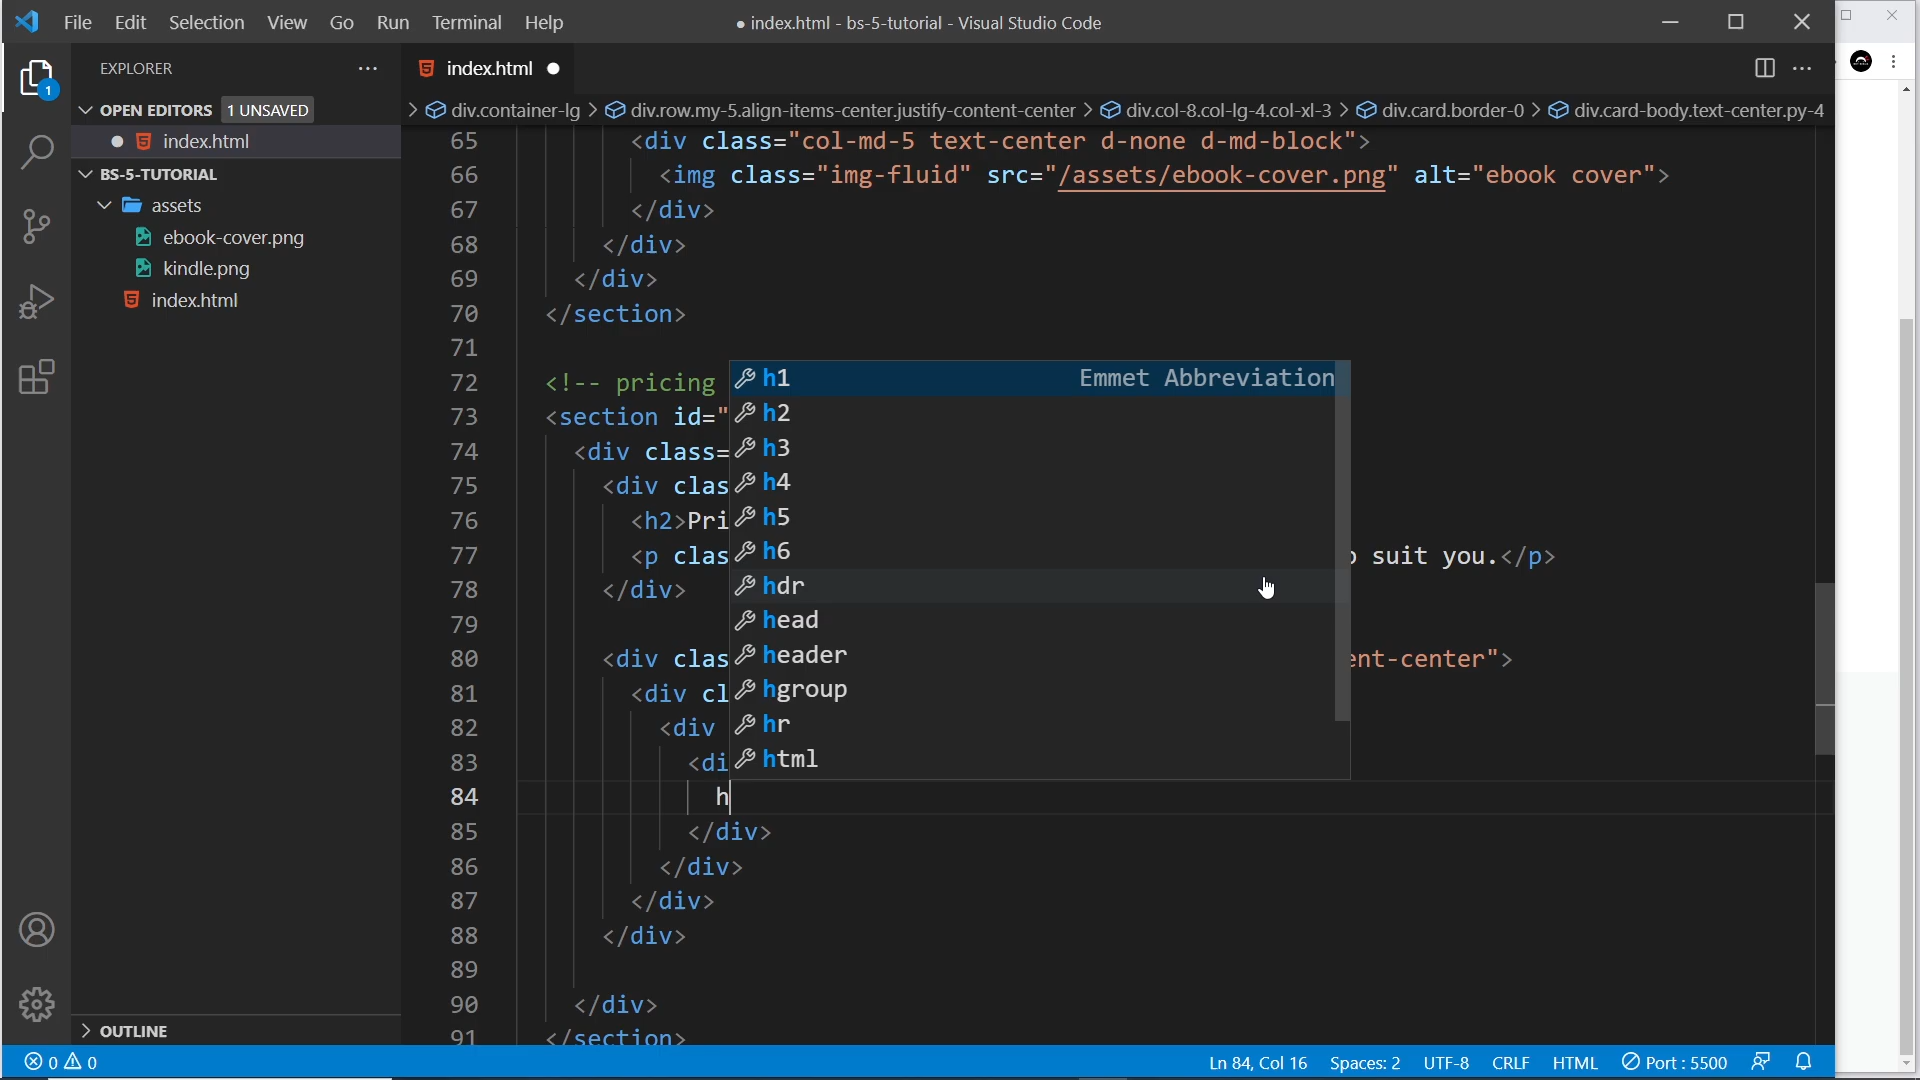 File Edit Selection View Go Run Terminal Help
● index.html - bs-5-tutorial - Visual Studio Code
EXPLORER
index.html
OPEN EDITORS 1 UNSAVED
index.html
BS-5-TUTORIAL
assets
ebook-cover.png
kindle.png
index.html
OUTLINE
1
div.container-lg > div.row.my-5.align-items-center.justify-content-center > div.col-8.col-lg-4.col-xl-3 > div.card.border-0 > div.card-body.text-center.py-4
65 <div class="col-md-5 text-center d-none d-md-block">
66 <img class="img-fluid" src="/assets/ebook-cover.png" alt="ebook cover">
67 </div>
68 </div>
69 </div>
70 </section>
71
72 <!-- pricing
73 <section id="
74 <div class=
75 <div clas
76 <h2>Pri
77 <p clas suit you.</p>
78 </div>
79
80 <div clas ent-center">
81 <div cl
82 <div
83 <di
84 h
85 </div>
86 </div>
87 </div>
88 </div>
89
90 </div>
91 </section>
h1 Emmet Abbreviation
h2
h3
h4
h5
h6
hdr
head
header
hgroup
hr
html
0 0
Ln 84, Col 16 Spaces: 2 UTF-8 CRLF HTML Port : 5500